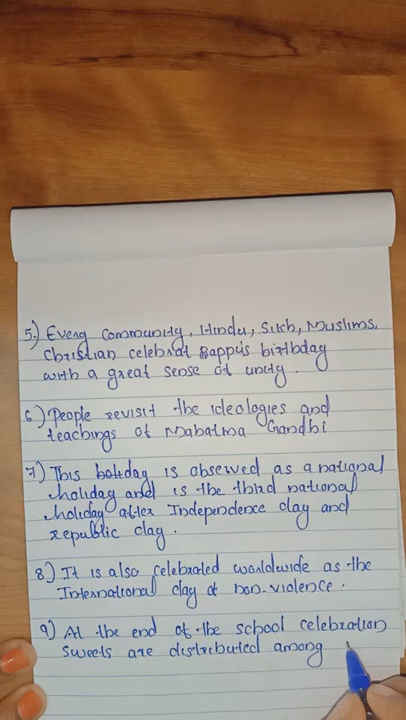 5.) Eveng Community, Hindu, Sikh, Muslims,
Christian celebrat Bappu's birthday
with a great sense of unity.
6.) People revisit the ideologies and
teachings of Mahatma Gandhi
7.) This holiday is observed as a national
holiday and is the third national
holiday after Independence day and
republic day.
8.) It is also celebrated worldwide as the
International day of non-violence.
9.) At the end of the school celebration
sweets are distributed among